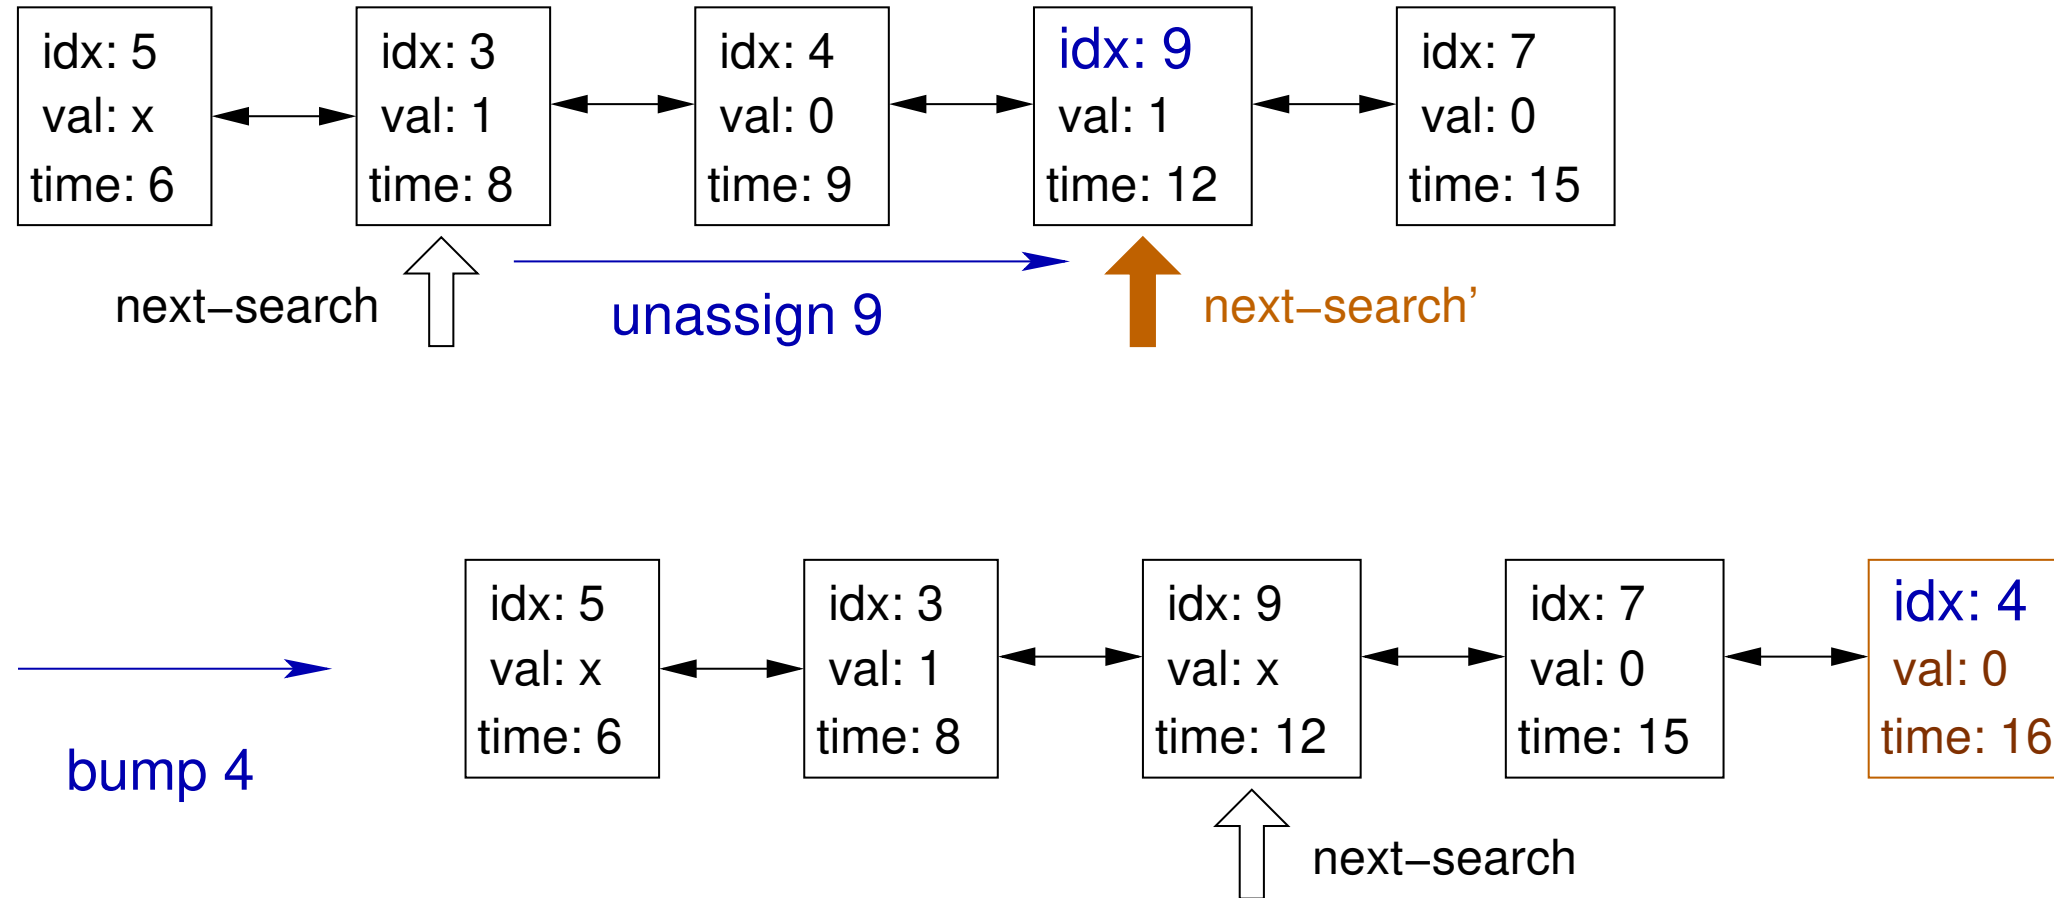 idx: 5
val: x
time: 6
idx: 3
val: 1
time: 8
idx: 4
val: 0
time: 9
idx: 9
val: 1
time: 12
idx: 7
val: 0
time: 15
next−search
unassign 9
next−search’
bump 4
idx: 5
val: x
time: 6
idx: 3
val: 1
time: 8
idx: 9
val: x
time: 12
idx: 7
val: 0
time: 15
idx: 4
val: 0
time: 16
next−search